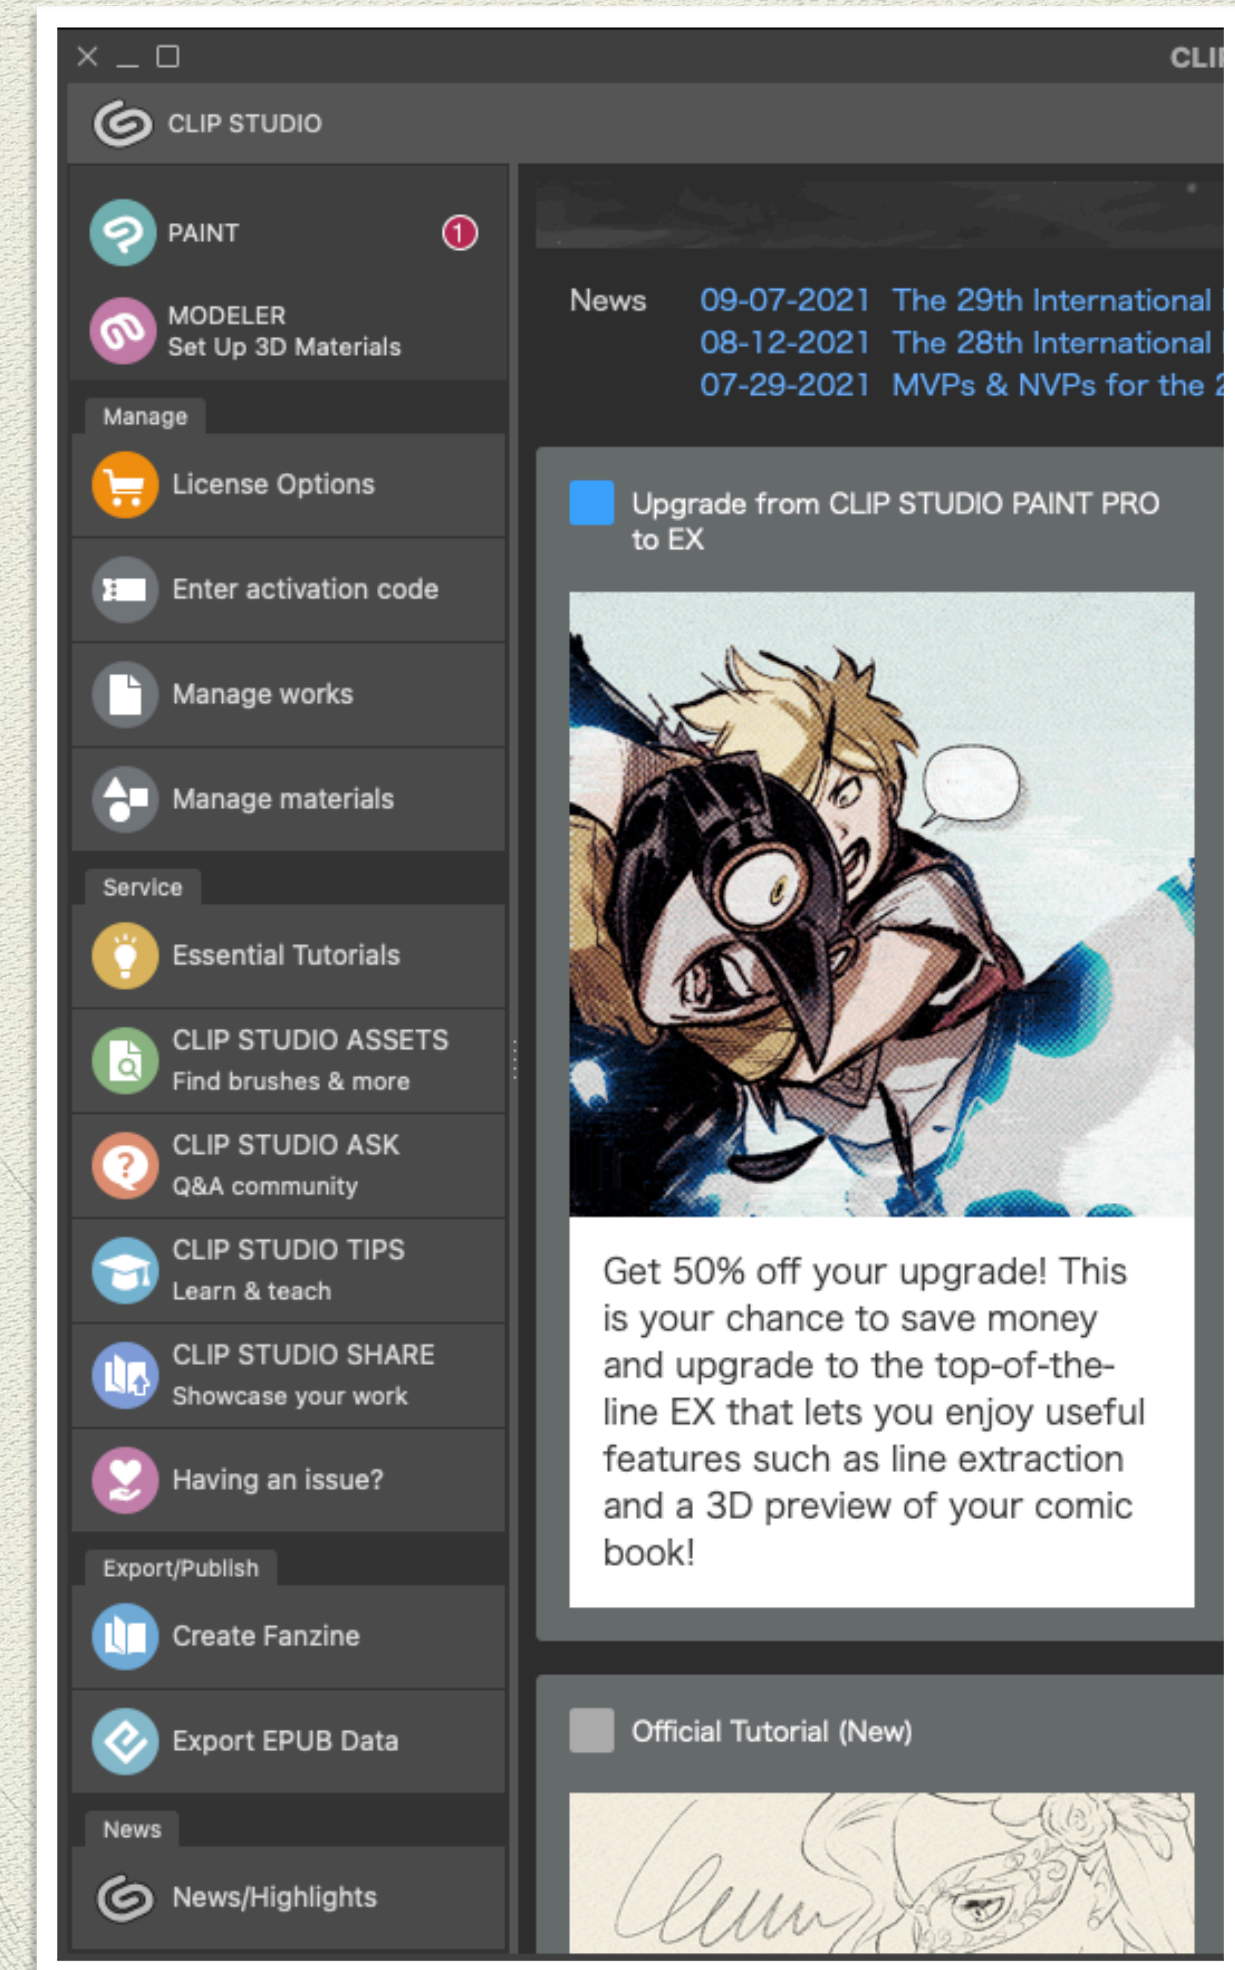 CLIP STUDIO
PAINT
1
MODELER
Set Up 3D Materials
Manage
License Options
Enter activation code
Manage works
Manage materials
Service
Essential Tutorials
CLIP STUDIO ASSETS
Find brushes & more
CLIP STUDIO ASK
Q&A community
CLIP STUDIO TIPS
Learn & teach
CLIP STUDIO SHARE
Showcase your work
Having an issue?
Export/Publish
Create Fanzine
Export EPUB Data
News
News/Highlights
News 09-07-2021 The 29th International
08-12-2021 The 28th International
07-29-2021 MVPs & NVPs for the
Upgrade from CLIP STUDIO PAINT PRO
to EX
Get 50% off your upgrade! This
is your chance to save money
and upgrade to the top-of-the-
line EX that lets you enjoy useful
features such as line extraction
and a 3D preview of your comic
book!
Official Tutorial (New)